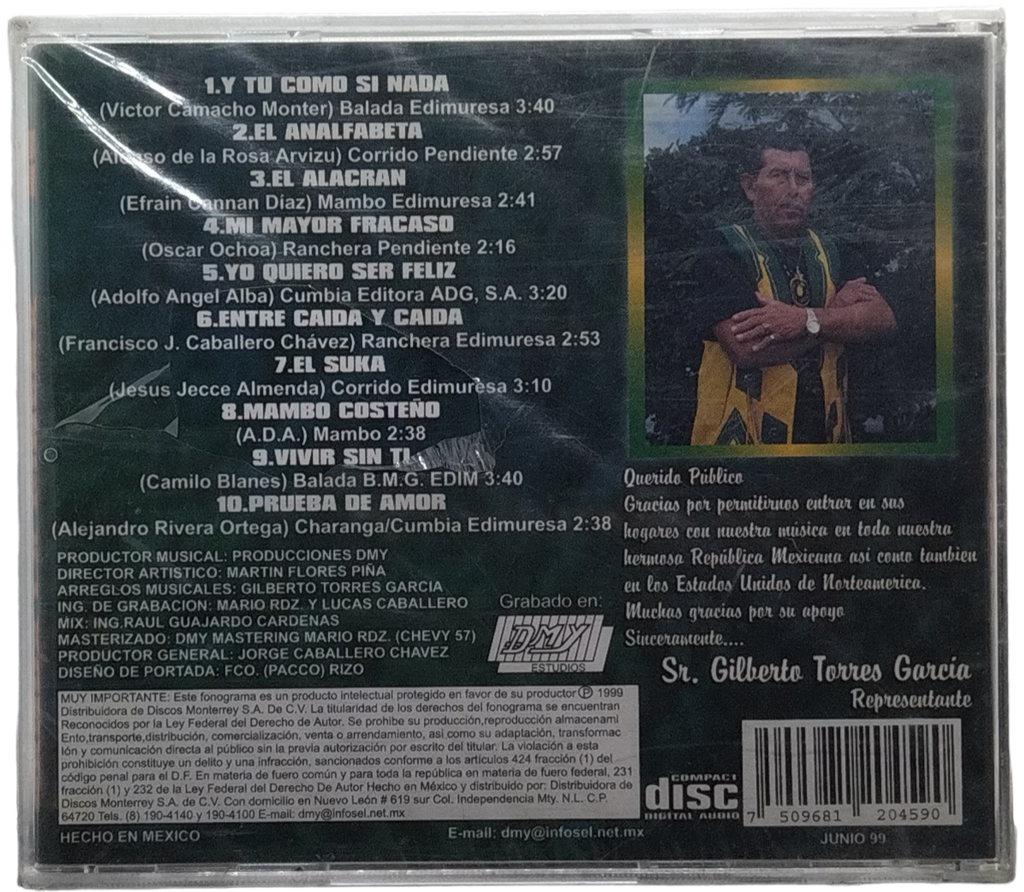 1.Y TU COMO SI NADA
(Victor Camacho Monter) Balada Edimuresa 3:40
2.EL ANALFABETA
de la Rosa Arvizu) Corrido Pendiente 2:57
3.EL ALACRAN
(Efrain Cannan Diaz) Mambo Edimuresa 2:41
4.MI MAYOR FRACASO
(Oscar Ochoa) Ranchera Pendiente 2:16
5.YO QUIERO SER FELIZ
(Adolfo Angel Alba) Cumbia Editora ADG, S.A. 3:20
6.ENTRE CAIDA Y CAIDA
(Francisco J. Caballero Chávez) Ranchera Edimuresa 2:53
7.EL SUKA
(Jesus Jecce Almenda) Corrido Edimuresa 3:10
8.MAMBO COSTEÑO
(A.D.A.) Mambo 2:38
9.VIVIR SIN TI
(Camilo Blanes) Balada B.M.G. EDIM 3:40
10.PRUEBA DE AMOR
(Alejandro Rivera Ortega) Charanga/Cumbia Edimuresa 2:38
PRODUCTOR MUSICAL: PRODUCCIONES DMY
DIRECTOR ARTISTICO: MARTIN FLORES PIÑA
ARREGLOS MUSICALES: GILBERTO TORRES GARCIA
ING. DE GRABACION: MARIO RDZ. Y LUCAS CABALLERO
MIX: ING.RAUL GUAJARDO CARDENAS
MASTERIZADO: DMY MASTERING MARIO RDZ. (CHEVY 57)
PRODUCTOR GENERAL: JORGE CABALLERO CHAVEZ
DISEÑO DE PORTADA: FCO. (PACCO) RIZO
Grabado en:
DMY
ESTUDIOS
Querido Público
Gracias por permitirnos entrar en sus
hogares con nuestra música en toda nuestra
hermosa República Mexicana asi como tambien
en los Estados Unidos de Norteamerica.
Muchas gracias por su apoyo
Sinceramente....
Sr. Gilberto Torres García
Representante
MUY IMPORTANTE: Este fonograma es un producto intelectual protegido en favor de su productor Ⓟ 1999
Distribuidora de Discos Monterrey S.A. De C.V. La titularidad de los derechos del fonograma se encuentran
Reconocidos por la Ley Federal del Derecho de Autor. Se prohibe su producción,reproducción almacenami
Ento,transporte,distribución, comercialización, venta o arrendamiento, asi como su adaptación, transformac
ión y comunicación directa al público sin la previa autorización por escrito del titular. La violación a esta
prohibición constituye un delito y una infracción, sancionados conforme a los artículos 424 fracción (1) del
código penal para el D.F. En materia de fuero común y para toda la república en materia de fuero federal, 231
fracción (1) y 232 de la Ley Federal del Derecho De Autor Hecho en México y distribuido por: Distribuidora de
Discos Monterrey S.A. de C.V. Con domicilio en Nuevo León # 619 sur Col. Independencia Mty. N.L. C.P.
64720 Tels. (8) 190-4140 y 190-4100 E-mail: dmy@infosel.net.mx
HECHO EN MEXICO
E-mail: dmy@infosel.net.mx
COMPACT
disc
DIGITAL AUDIO
7 509681 204590
JUNIO 99